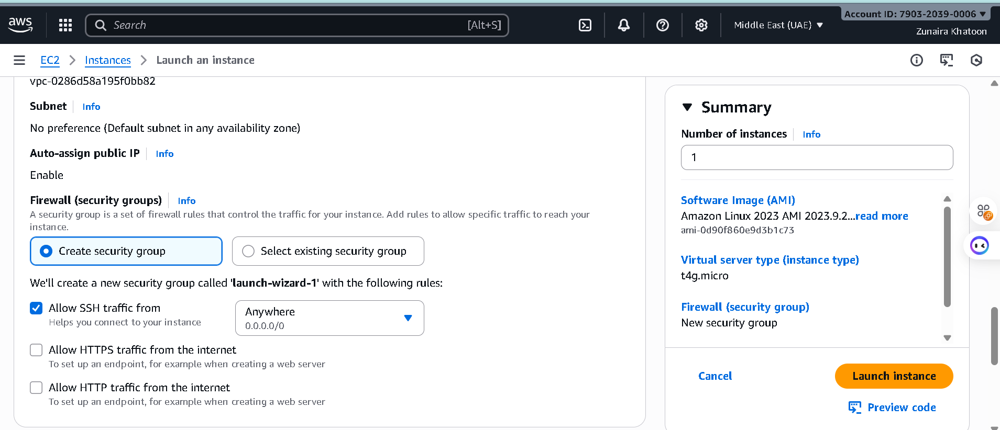 aws
Search
[Alt+S]
Middle East (UAE)
Account ID: 7903-2039-0006
Zunaira Khatoon
EC2
Instances
Launch an instance
vpc-0286d58a195f0bb82
Subnet
Info
No preference (Default subnet in any availability zone)
Auto-assign public IP
Info
Enable
Firewall (security groups)
Info
A security group is a set of firewall rules that control the traffic for your instance. Add rules to allow specific traffic to reach your
instance.
Create security group
Select existing security group
We'll create a new security group called 'launch-wizard-1' with the following rules:
Allow SSH traffic from
Helps you connect to your instance
Anywhere
0.0.0.0/0
Allow HTTPS traffic from the internet
To set up an endpoint, for example when creating a web server
Allow HTTP traffic from the internet
To set up an endpoint, for example when creating a web server
Summary
Number of instances
Info
1
Software Image (AMI)
Amazon Linux 2023 AMI 2023.9.2...read more
ami-0d90f860e9d3b1c73
Virtual server type (instance type)
t4g.micro
Firewall (security group)
New security group
Cancel
Launch instance
Preview code